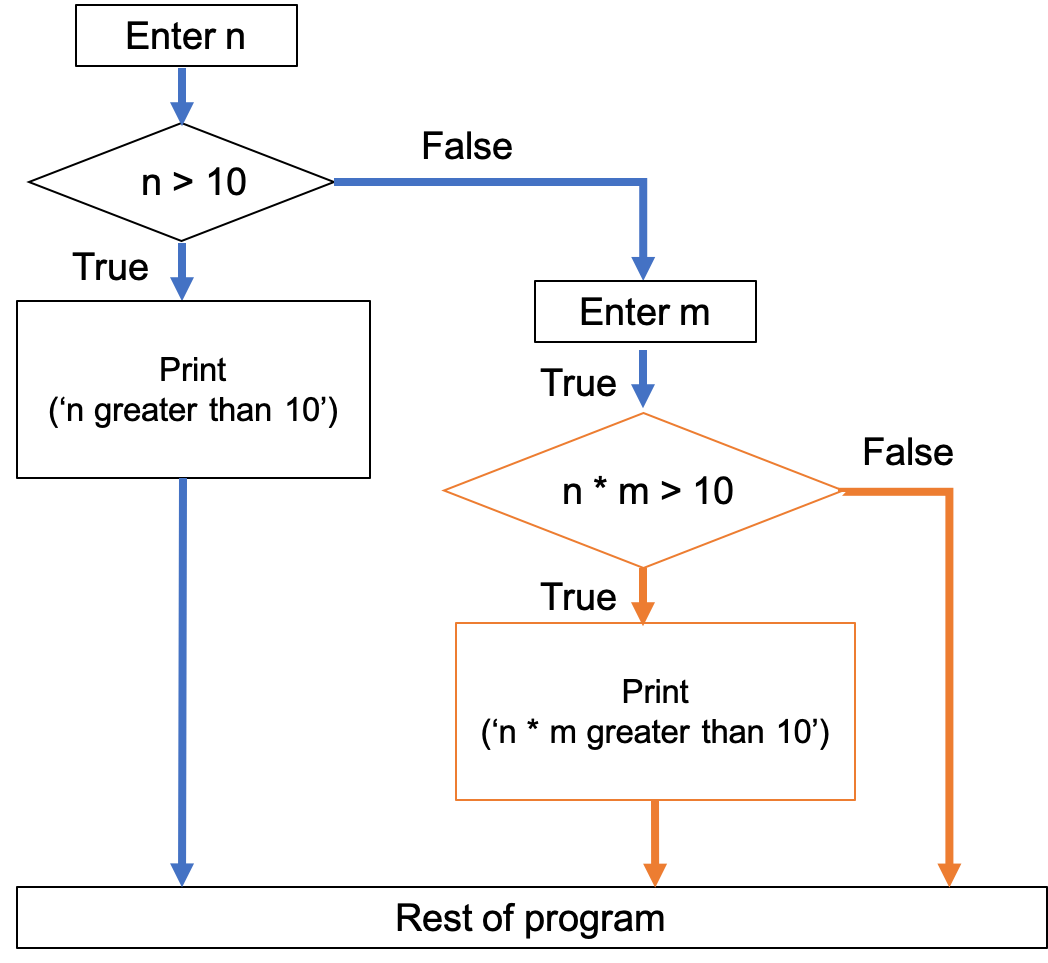 Enter n
n > 10
False
True
Print
(‘n greater than 10’)
Enter m
True
n * m > 10
False
True
Print
(‘n * m greater than 10’)
Rest of program